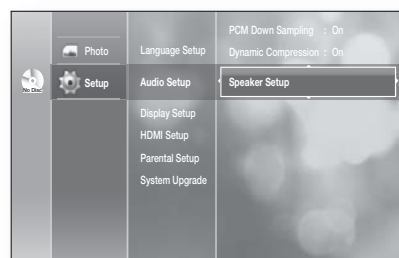 PCM Down Sampling : On
Photo
Language Setup
Dynamic Compression : On
No Disc
Setup
Audio Setup
Speaker Setup
Display Setup
HDMI Setup
Parental Setup
System Upgrade